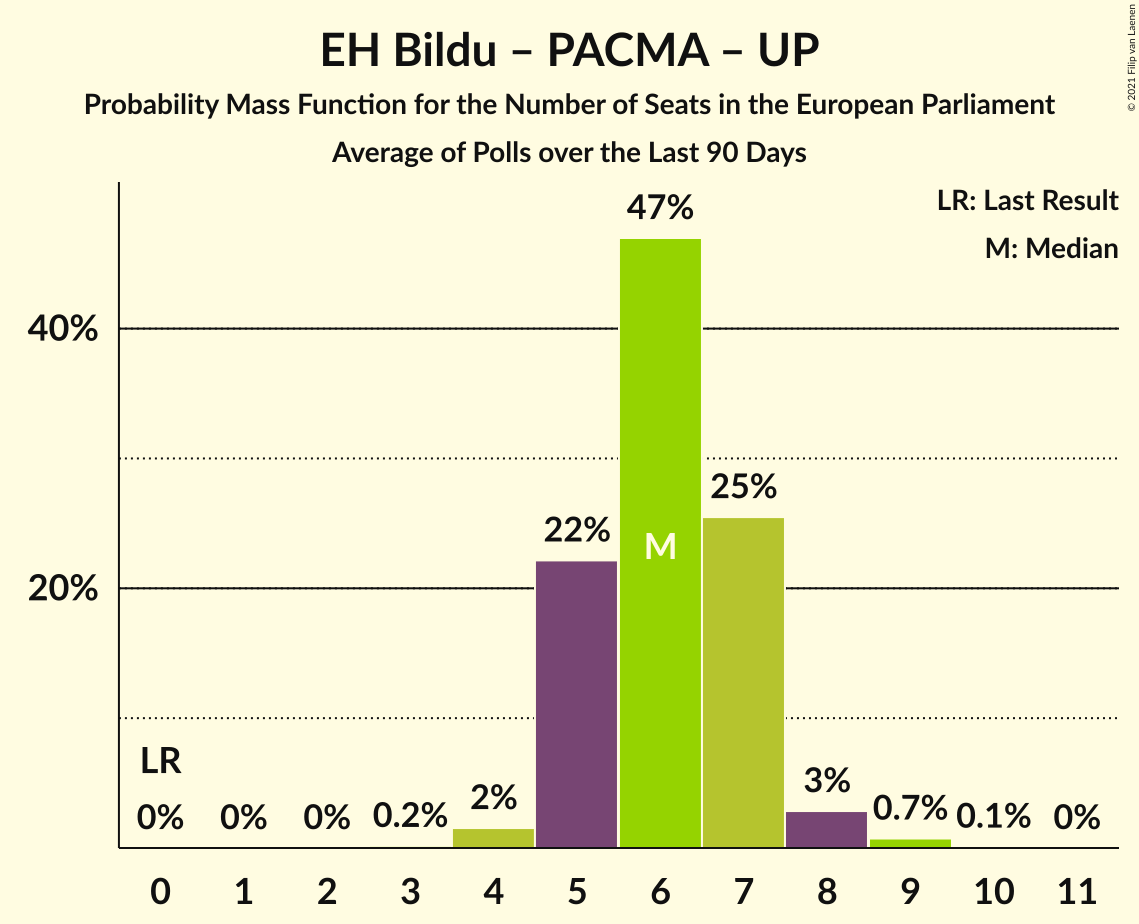 EH Bildu – PACMA – UP
Probability Mass Function for the Number of Seats in the European Parliament
Average of Polls over the Last 90 Days
© 2021 Filip van Laenen
LR: Last Result
M: Median
47%
40%
25%
22%
M
20%
LR
0% 0% 0% 0.2% 2% 3% 0.7% 0.1% 0%
0 1 2 3 4 5 6 7 8 9 10 11